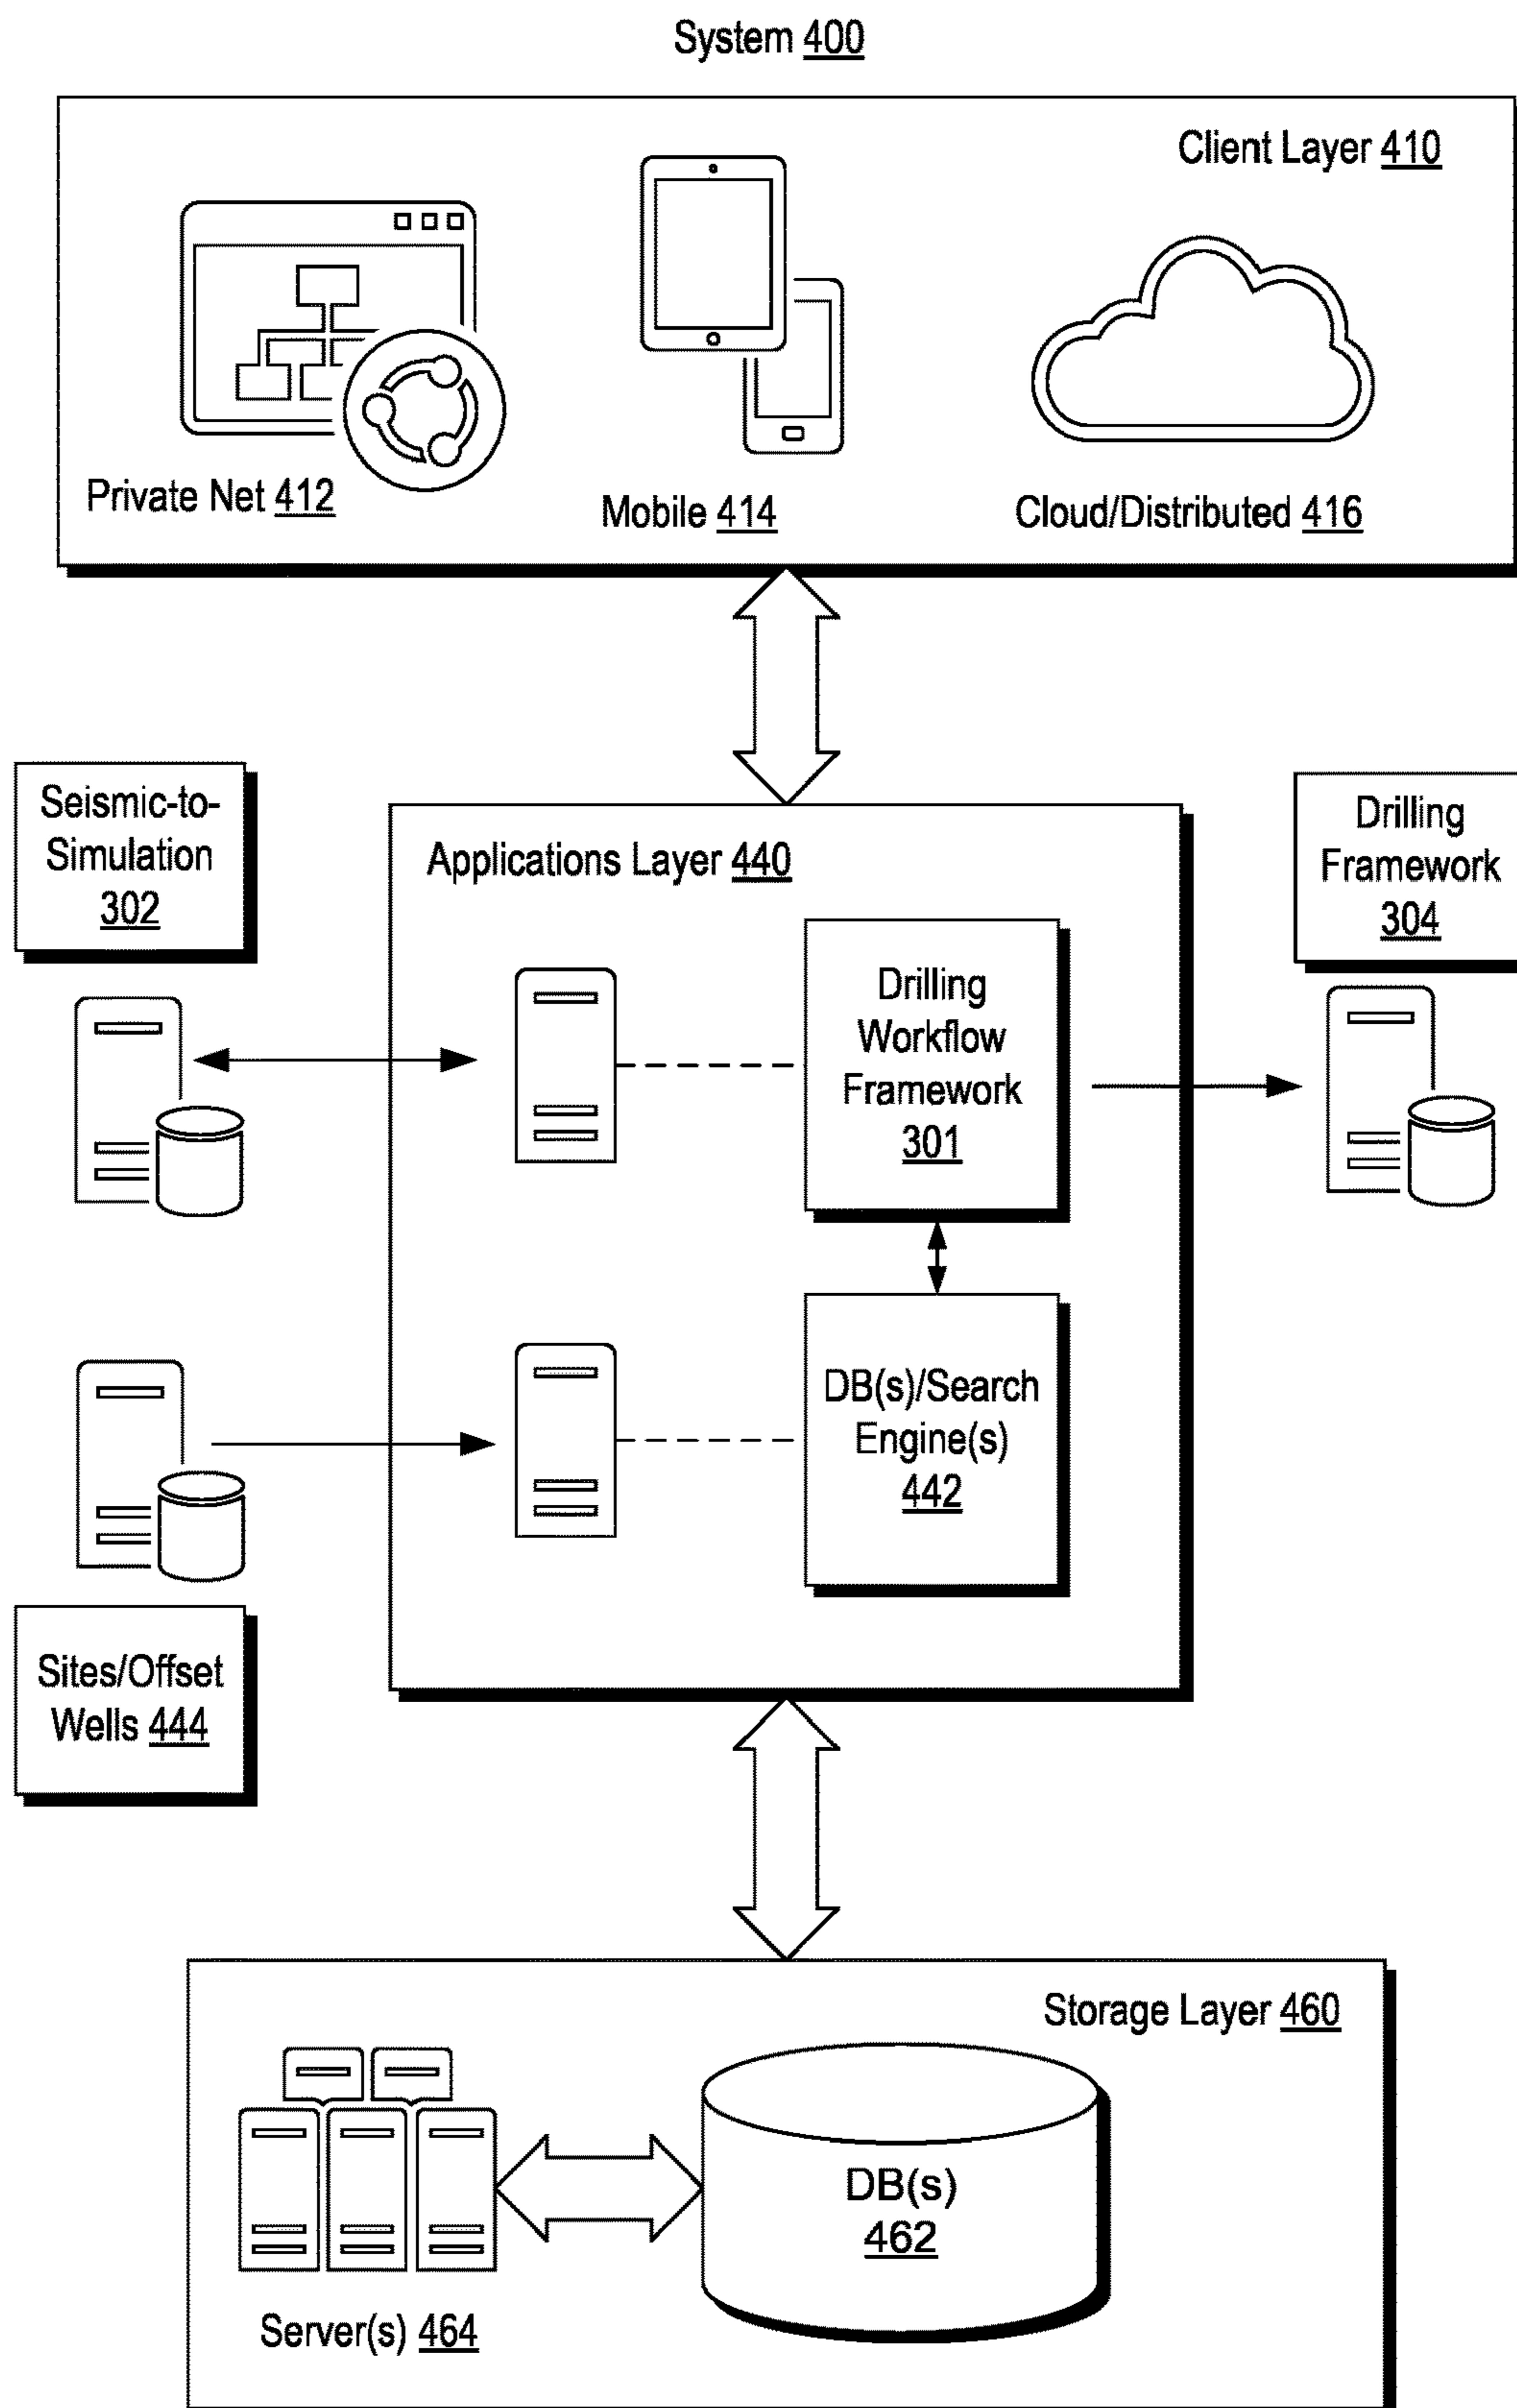 System 400
Client Layer 410
Private Net 412
Mobile 414
Cloud/Distributed 416
Seismic-to-
Simulation
302
Applications Layer 440
Drilling
Framework
304
Drilling
Workflow
Framework
301
DB(s)/Search
Engine(s)
442
Sites/Offset
Wells 444
Storage Layer 460
DB(s)
462
Server(s) 464